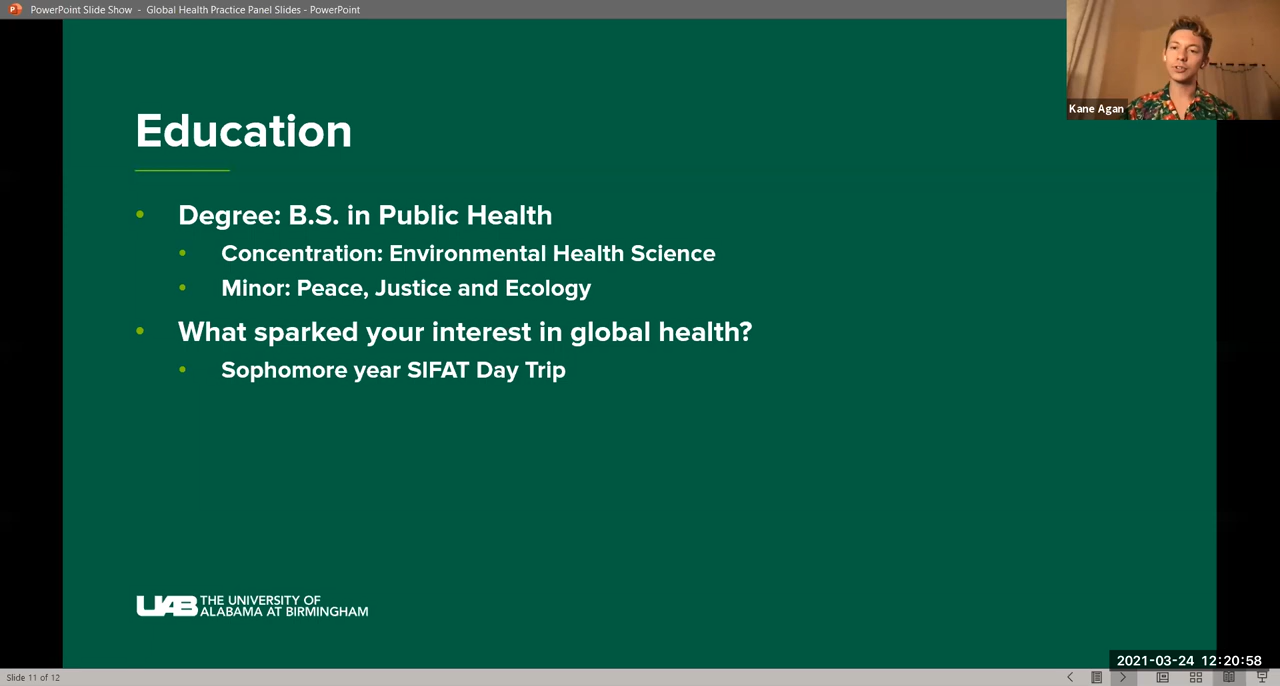 PowerPoint Slide Show - Global Health Practice Panel Slides - PowerPoint
Kane Agan
Education
• Degree: B.S. in Public Health
• Concentration: Environmental Health Science
• Minor: Peace, Justice and Ecology
• What sparked your interest in global health?
• Sophomore year SIFAT Day Trip
UAB THE UNIVERSITY OF
ALABAMA AT BIRMINGHAM
2021-03-24 12:20:58
Slide 11 of 12